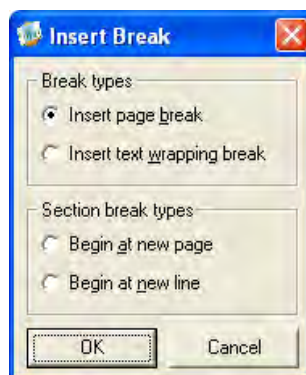 Insert Break
Break types
Insert page break
Insert text wrapping break
Section break types
Begin at new page
Begin at new line
OK Cancel